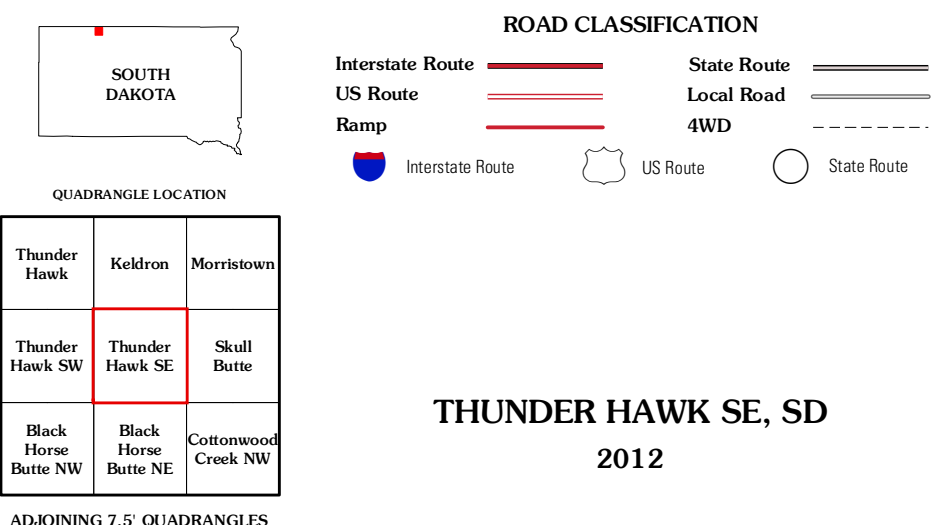 SOUTH
DAKOTA
QUADRANGLE LOCATION
ROAD CLASSIFICATION
Interstate Route
State Route
US Route
Local Road
Ramp
4WD
Interstate Route
US Route
State Route
Thunder
Hawk
Keldron
Morristown
Thunder
Hawk SW
Thunder
Hawk SE
Skull
Butte
Black
Horse
Butte NW
Black
Horse
Butte NE
Cottonwood
Creek NW
ADJOINING 7.5' QUADRANGLES
THUNDER HAWK SE, SD
2012